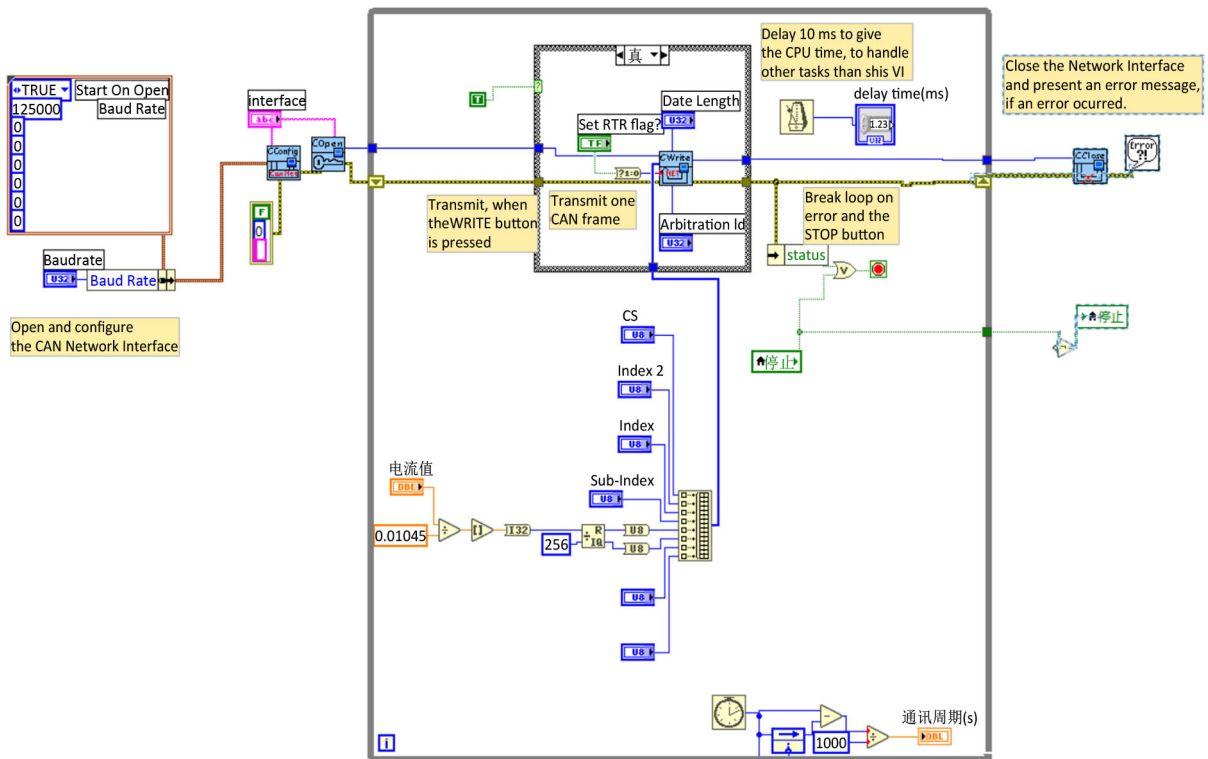 TRUE
Start On Open
125000
Baud Rate
0
0
0
0
0
0
Baudrate
U32
Baud Rate
Open and configure
the CAN Network Interface
interface
abc
CConfig
CanNet
COpen
F
0
真
T
?
Set RTR flag?
TF
?1:0
Date Length
U32
CWrite
NET
Transmit, when
theWRITE button
is pressed
Transmit one
CAN frame
Arbitration Id
U32
Delay 10 ms to give
the CPU time, to handle
other tasks than shis VI
delay time(ms)
1.23
Break loop on
error and the
STOP button
status
V
停止
Close the Network Interface
and present an error message,
if an error ocurred.
CClose
Error
?!
停止
CS
U8
Index 2
U8
Index
U8
Sub-Index
U8
电流值
DBL
0.01045
÷
[]
I32
256
R
÷IQ
U8
U8
U8
U8
i
-
1000
÷
通讯周期(s)
DBL